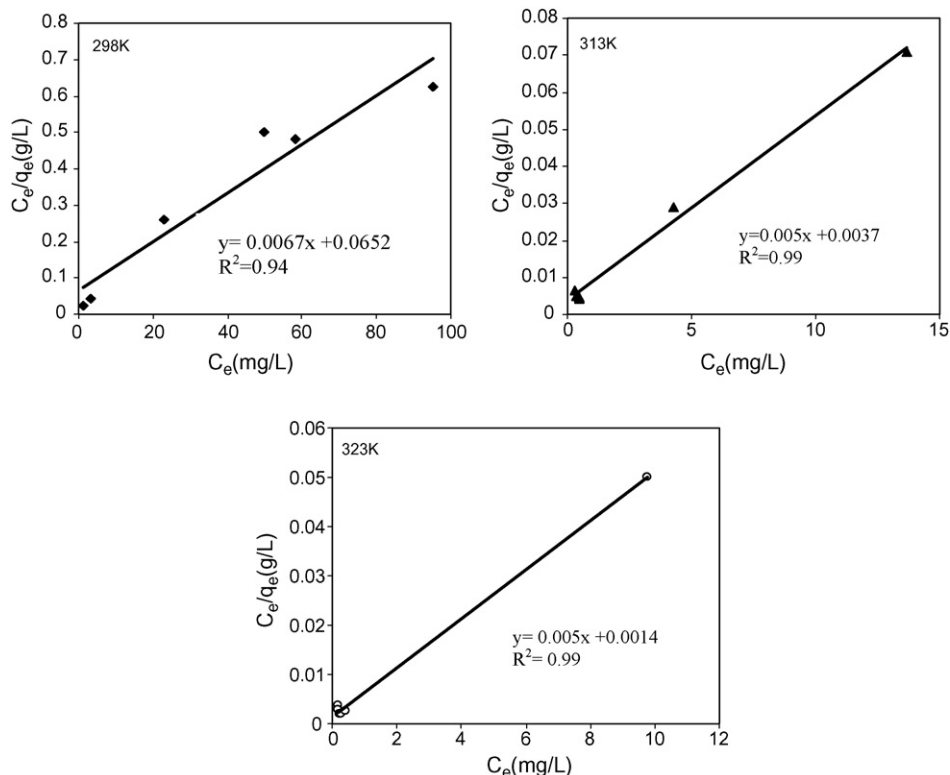 298K
0.8
0.7
0.6
0.5
0.4
0.3
0.2
0.1
0
Ce/qe(g/L)
y= 0.0067x +0.0652
R²=0.94
0 20 40 60 80 100
Ce(mg/L)
313K
0.08
0.07
0.06
0.05
0.04
0.03
0.02
0.01
0
Ce/qe(g/L)
y=0.005x +0.0037
R²=0.99
0 5 10 15
Ce(mg/L)
323K
0.06
0.05
0.04
0.03
0.02
0.01
0
Ce/qe(g/L)
y= 0.005x +0.0014
R²= 0.99
0 2 4 6 8 10 12
Ce(mg/L)